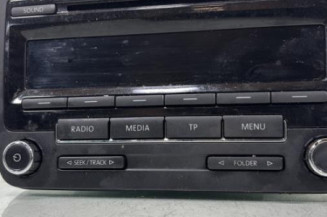 SOUND
RADIO MEDIA TP MENU
◁ SEEK / TRACK ▷ ◁ FOLDER ▷